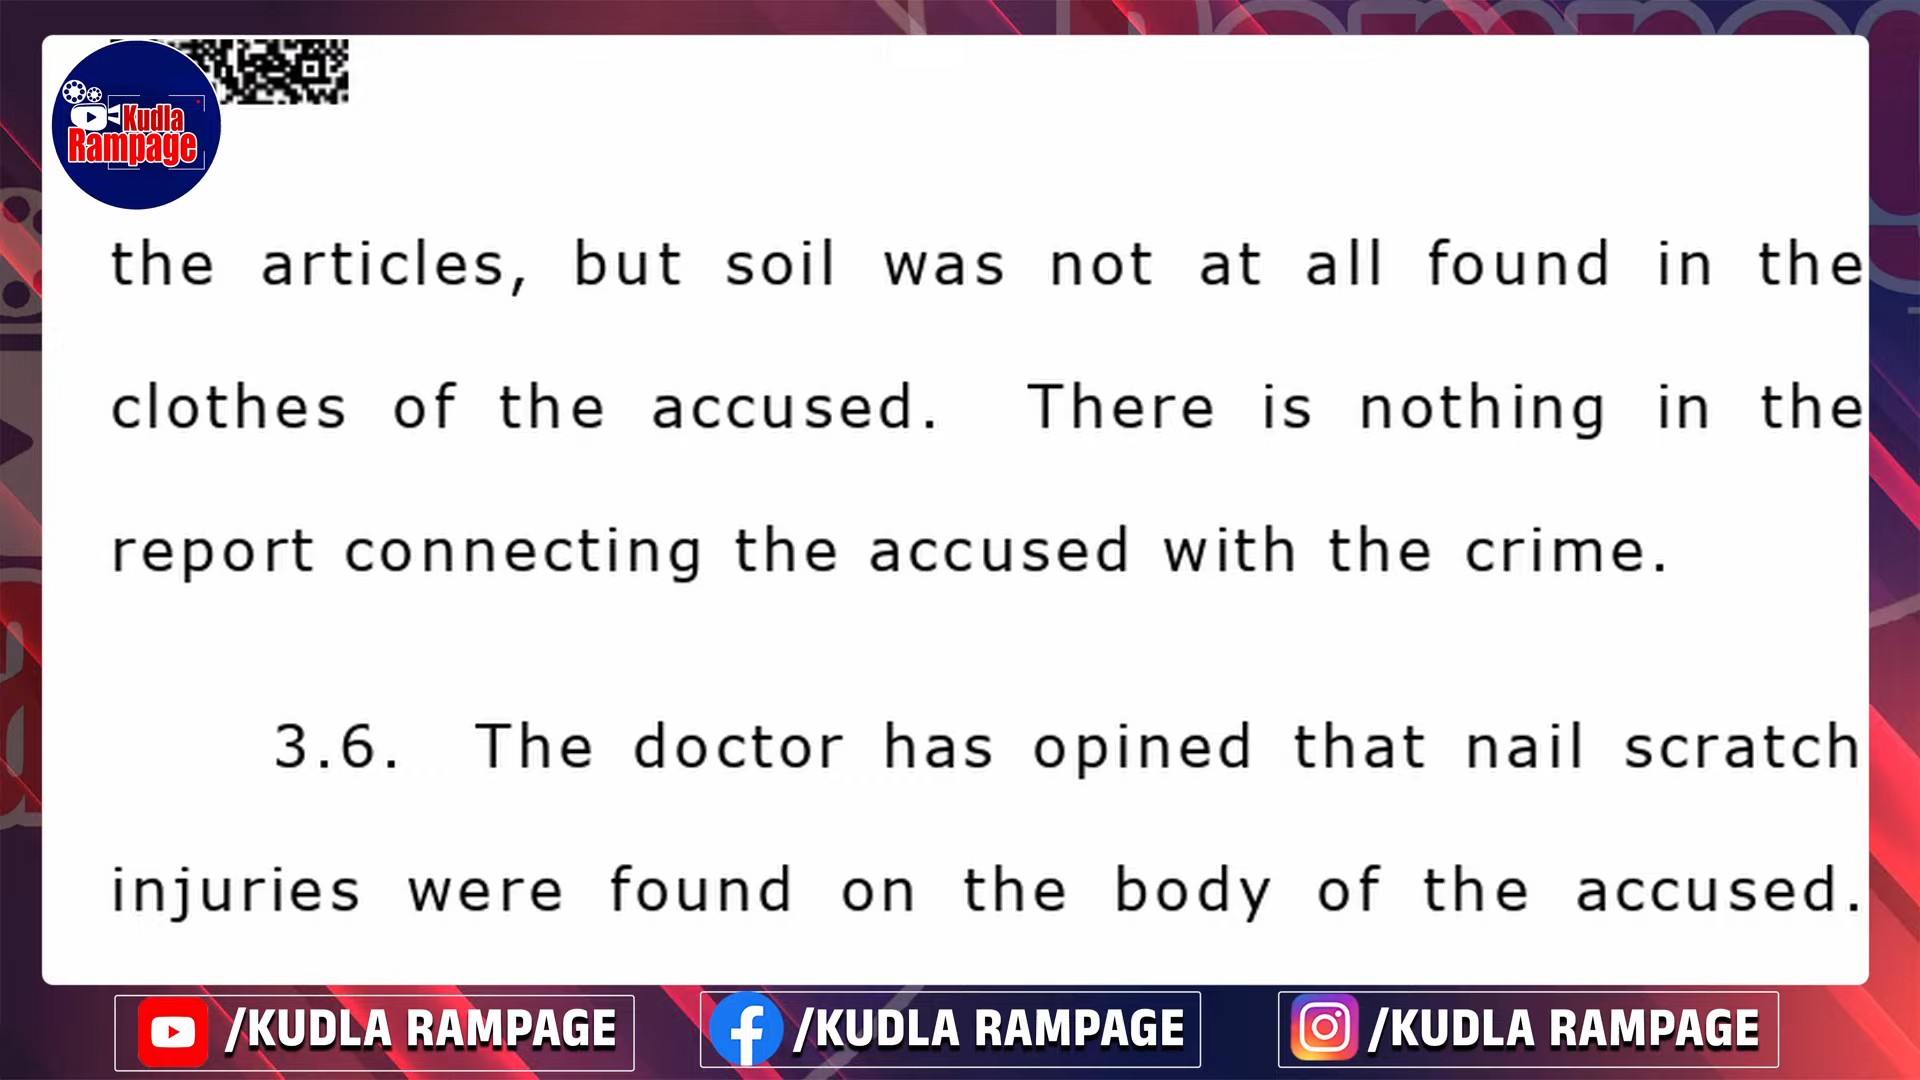 Kudla
Rampage
the articles, but soil was not at all found in the
clothes of the accused. There is nothing in the
report connecting the accused with the crime.
3.6. The doctor has opined that nail scratch
injuries were found on the body of the accused.
/KUDLA RAMPAGE
/KUDLA RAMPAGE
/KUDLA RAMPAGE